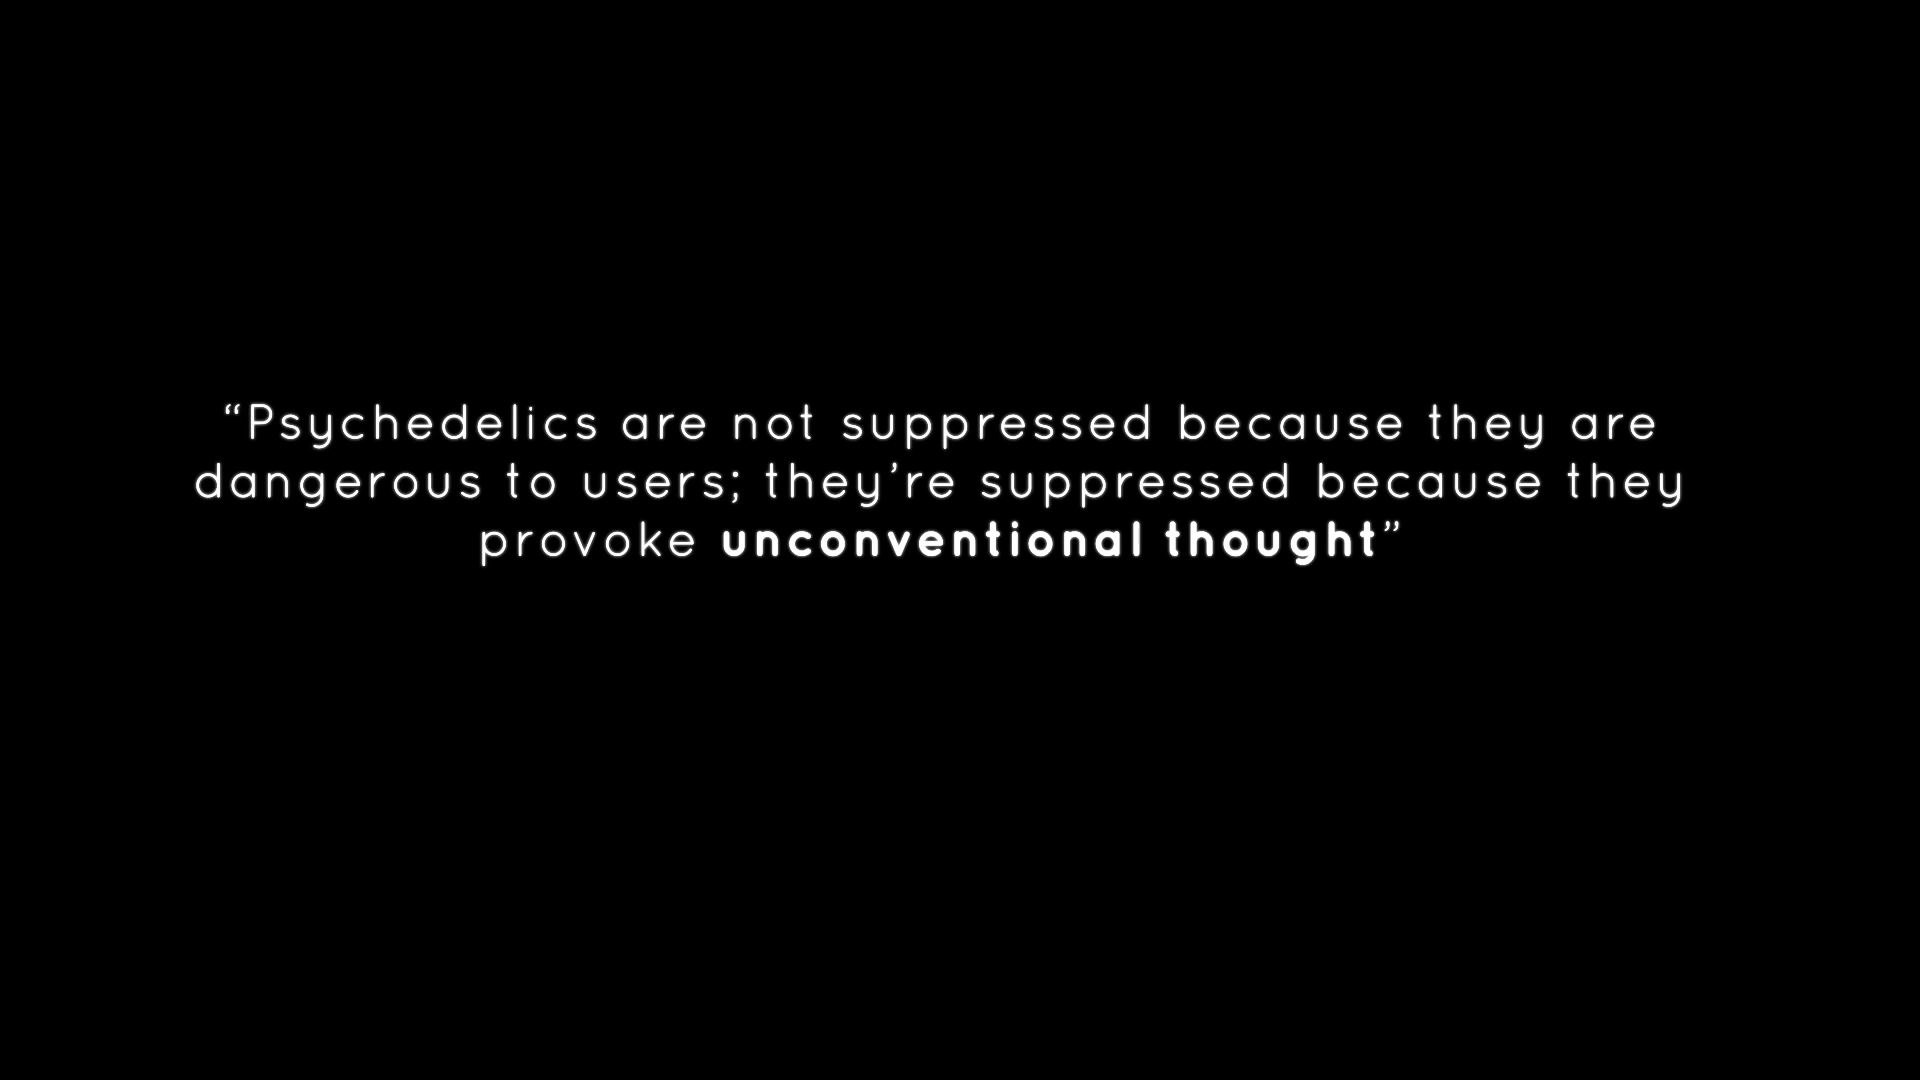 “Psychedelics are not suppressed because they are
dangerous to users; they’re suppressed because they
provoke unconventional thought”